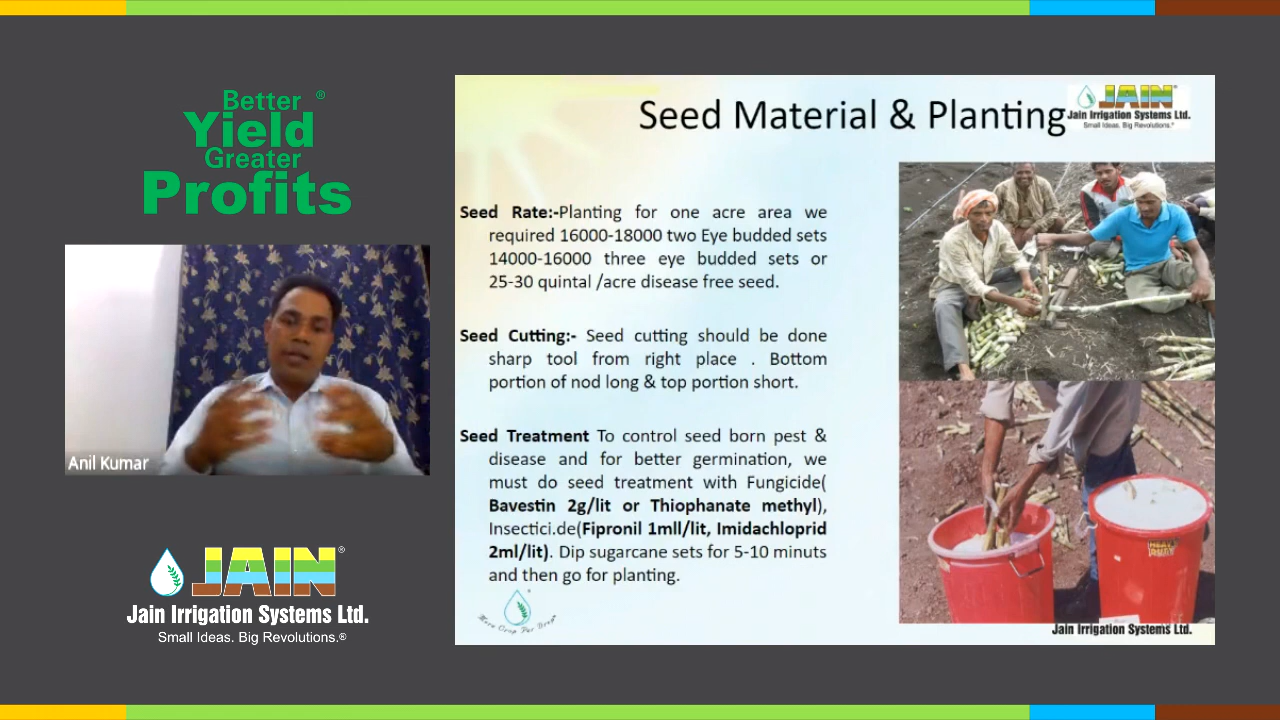 Better ®
Yield
Greater
Profits
Anil Kumar
JAIN®
Jain Irrigation Systems Ltd.
Small Ideas. Big Revolutions.®
Seed Material & Planting
JAIN®
Jain Irrigation Systems Ltd.
Small Ideas. Big Revolutions.®
Seed Rate:-Planting for one acre area we
required 16000-18000 two Eye budded sets
14000-16000 three eye budded sets or
25-30 quintal /acre disease free seed.
Seed Cutting:- Seed cutting should be done
sharp tool from right place . Bottom
portion of nod long & top portion short.
Seed Treatment To control seed born pest &
disease and for better germination, we
must do seed treatment with Fungicide(
Bavestin 2g/lit or Thiophanate methyl),
Insectici.de(Fipronil 1mll/lit, Imidachloprid
2ml/lit). Dip sugarcane sets for 5-10 minuts
and then go for planting.
More Crop Per Drop®
Jain Irrigation Systems Ltd.